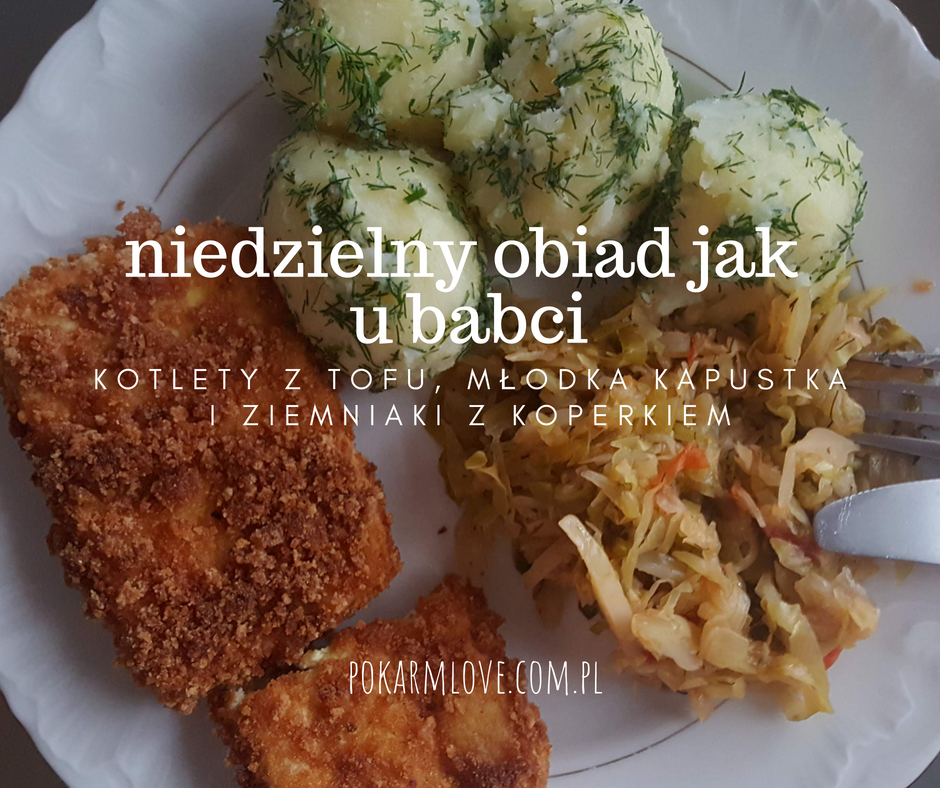 niedzielny obiad jak
u babci
KOTLETY Z TOFU, MŁODKA KAPUSTKA
I ZIEMNIAKI Z KOPERKIEM
POKARMLOVE.COM.PL